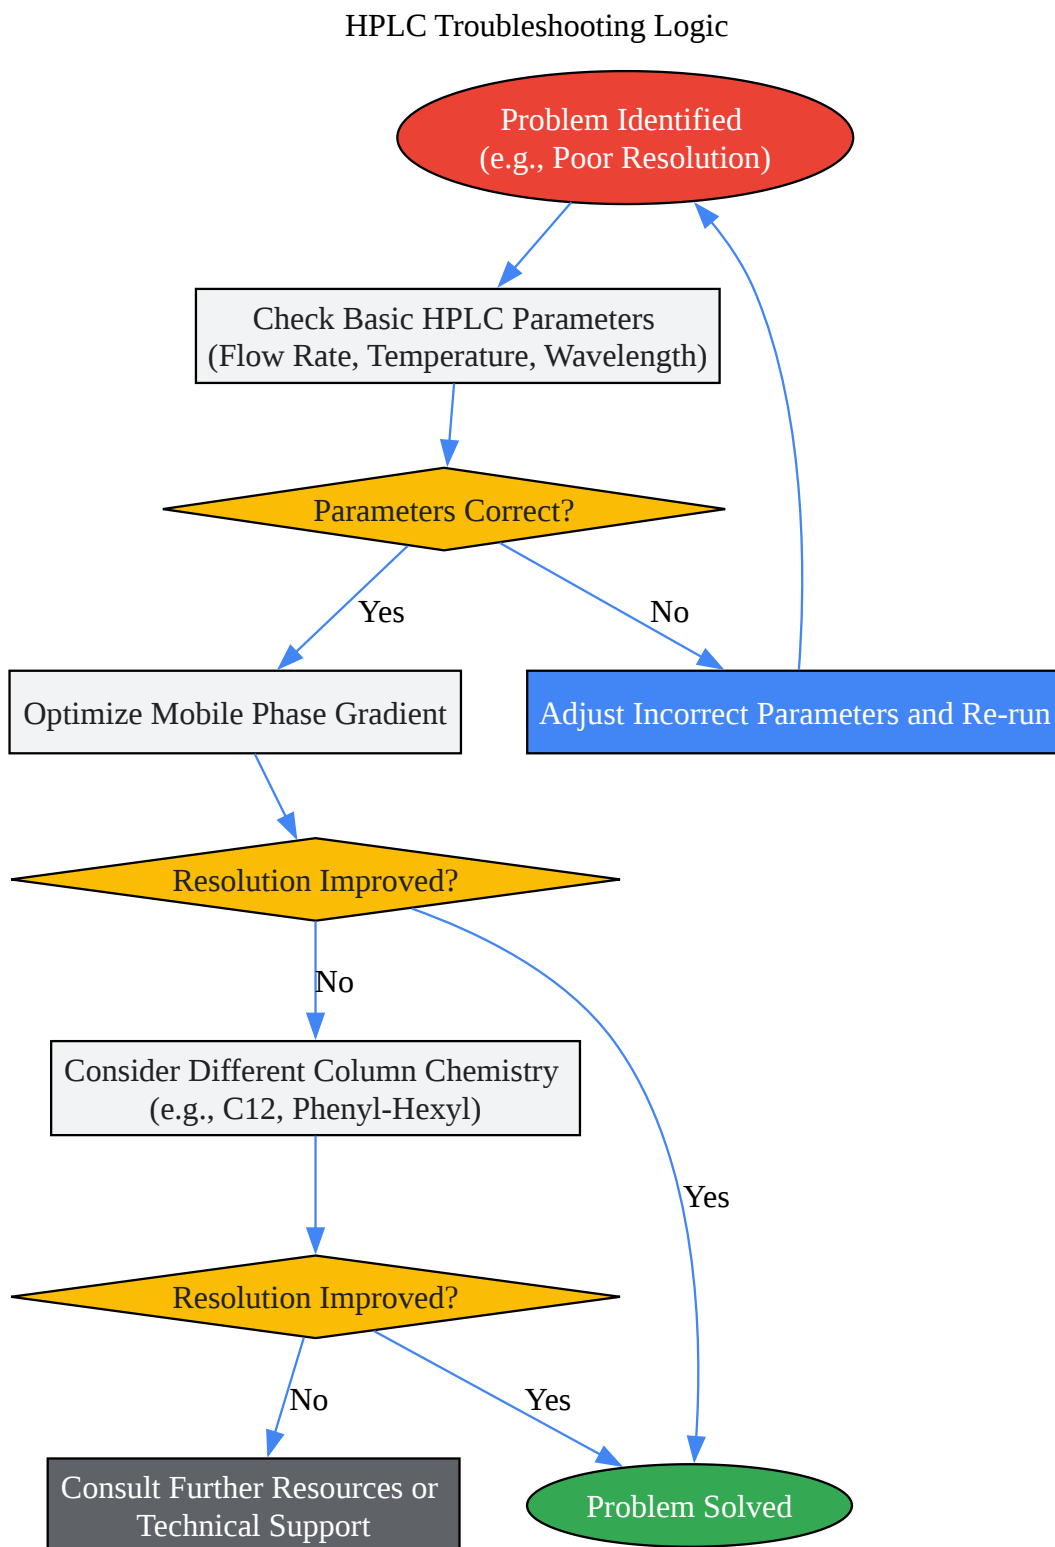 HPLC Troubleshooting Logic
Problem Identified
(e.g., Poor Resolution)
Check Basic HPLC Parameters
(Flow Rate, Temperature, Wavelength)
Parameters Correct?
Yes
No
Optimize Mobile Phase Gradient
Adjust Incorrect Parameters and Re-run
Resolution Improved?
No
Consider Different Column Chemistry
(e.g., C12, Phenyl-Hexyl)
Yes
Resolution Improved?
No
Yes
Consult Further Resources or
Technical Support
Problem Solved